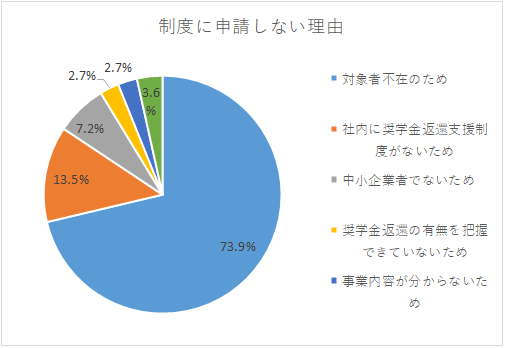 制度に申請しない理由
2.7%
2.7%
3.6
%
7.2%
13.5%
73.9%
対象者不在のため
社内に奨学金返還支援制
度がないため
中小企業者でないため
奨学金返還の有無を把握
できていないため
事業内容が分からないた
め